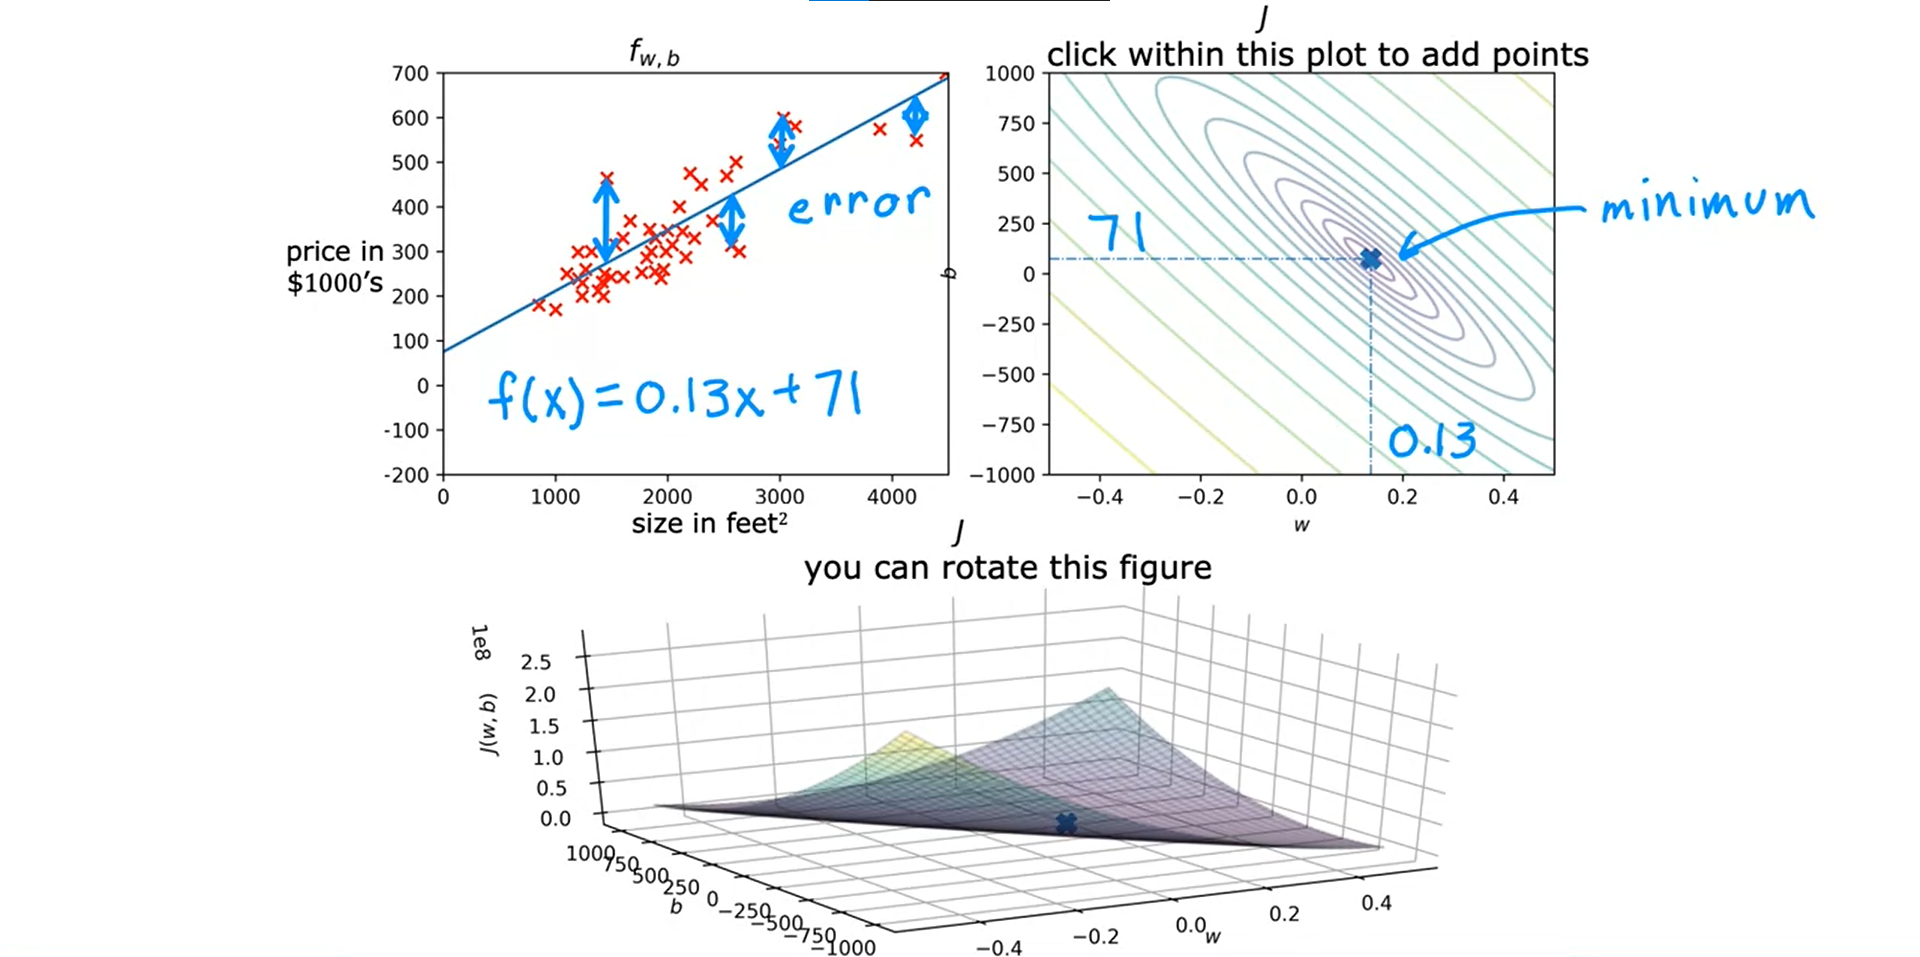 f_w, b
700
600
500
400
300
200
100
0
-100
-200
price in
$1000's
error
f(x) = 0.13x + 71
0 1000 2000 3000 4000
size in feet²
J
click within this plot to add points
1000
750
500
250
0
−250
−500
−750
−1000
b
71
minimum
0.13
−0.4 −0.2 0.0 0.2 0.4
w
J
you can rotate this figure
1e8
J(w,b)
2.5
2.0
1.5
1.0
0.5
0.0
1000
750
500
250
0
−250
−500
−750
−1000
b
−0.4 −0.2 0.0 0.2 0.4
w